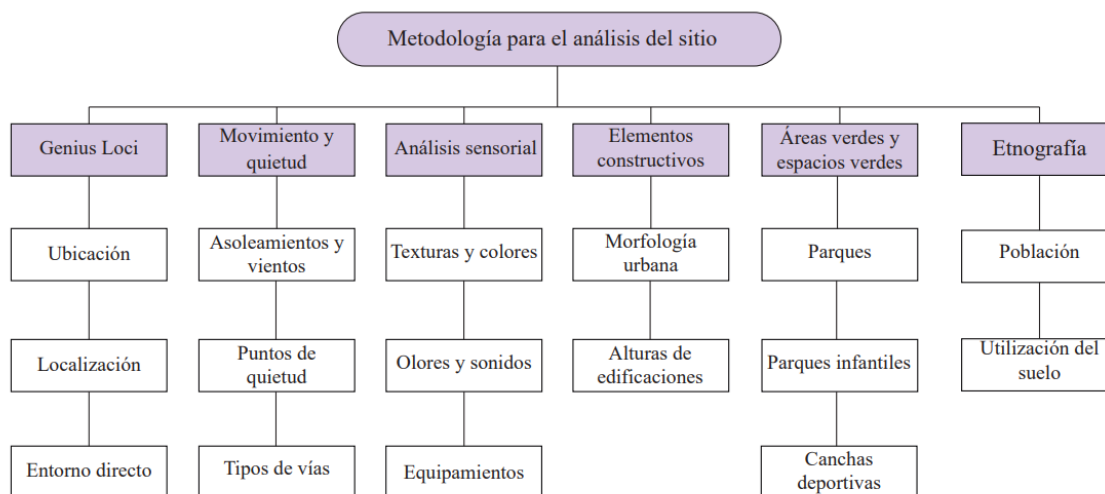 Metodología para el análisis del sitio
Genius Loci
Movimiento y
quietud
Análisis sensorial
Elementos
constructivos
Áreas verdes y
espacios verdes
Etnografía
Ubicación
Asoleamientos y
vientos
Texturas y colores
Morfología
urbana
Parques
Población
Localización
Puntos de
quietud
Olores y sonidos
Alturas de
edificaciones
Parques infantiles
Utilización del
suelo
Entorno directo
Tipos de vías
Equipamientos
Canchas
deportivas